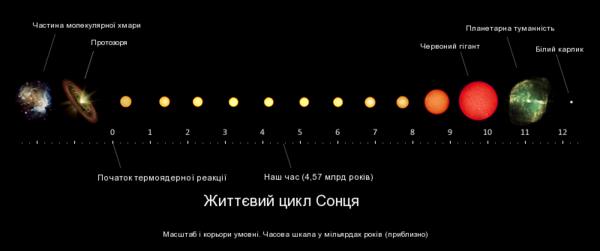 Частина молекулярної хмари
Протозоря
Червоний гігант
Планетарна туманність
Білий карлик
0 1 2 3 4 5 6 7 8 9 10 11 12
Початок термоядерної реакції
Наш час (4,57 млрд років)
Життєвий цикл Сонця
Масштаб і корьори умовні. Часова шкала у мільярдах років (приблизно)